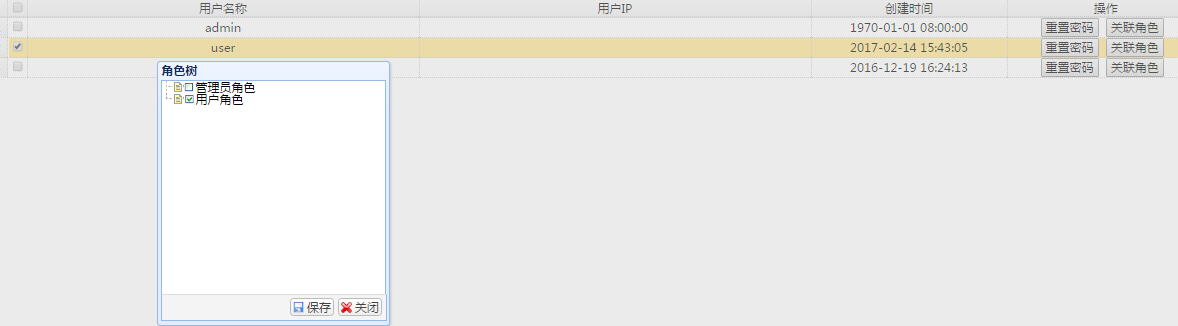 用户名称 用户IP 创建时间 操作
admin 1970-01-01 08:00:00 重置密码 关联角色
user 2017-02-14 15:43:05 重置密码 关联角色
2016-12-19 16:24:13 重置密码 关联角色
角色树
管理员角色
用户角色
保存 关闭